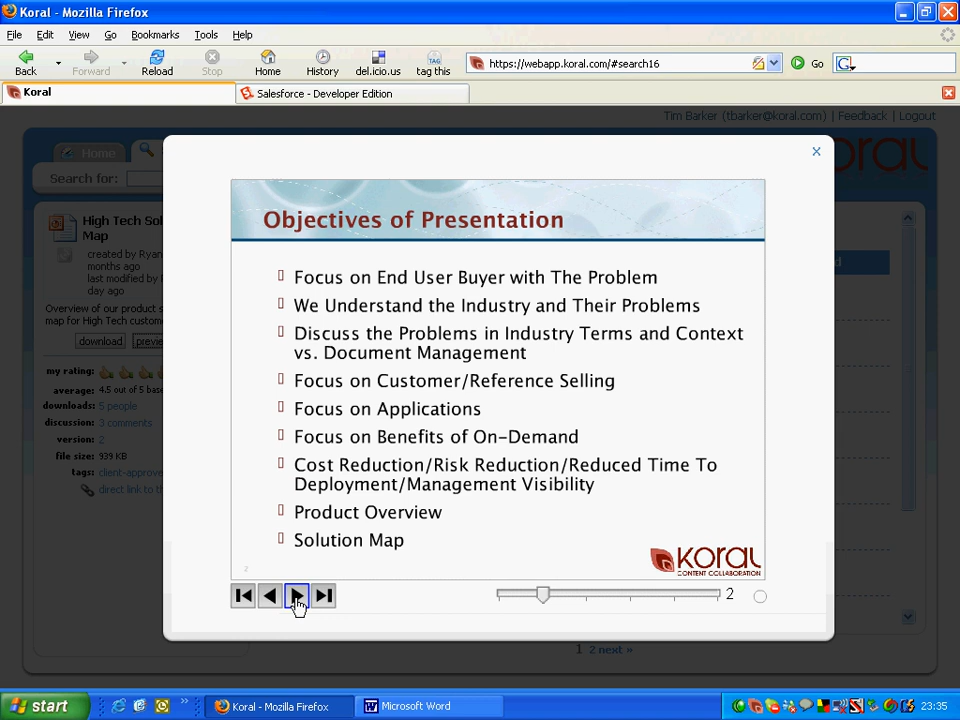 Koral - Mozilla Firefox
File Edit View Go Bookmarks Tools Help
Back Forward Reload Stop Home History del.icio.us tag this https://webapp.koral.com/#search16 Go
TAG
Koral Salesforce - Developer Edition
Tim Barker (tbarker@koral.com) | Feedback | Logout
Home
Search for:
High Tech Sol
Map
created by Ryan
months ago
last modified by
day ago
Overview of our product s
map for High Tech custome
download previe
my rating:
average: 4.5 out of 5 base
downloads: 5 people
discussion: 3 comments
version: 2
file size: 939 KB
tags: client-approve
direct link to th
x
Objectives of Presentation
Focus on End User Buyer with The Problem
We Understand the Industry and Their Problems
Discuss the Problems in Industry Terms and Context
vs. Document Management
Focus on Customer/Reference Selling
Focus on Applications
Focus on Benefits of On-Demand
Cost Reduction/Risk Reduction/Reduced Time To
Deployment/Management Visibility
Product Overview
Solution Map
2
KORAL
CONTENT COLLABORATION
2
1 2 next »
start Koral - Mozilla Firefox Microsoft Word 23:35